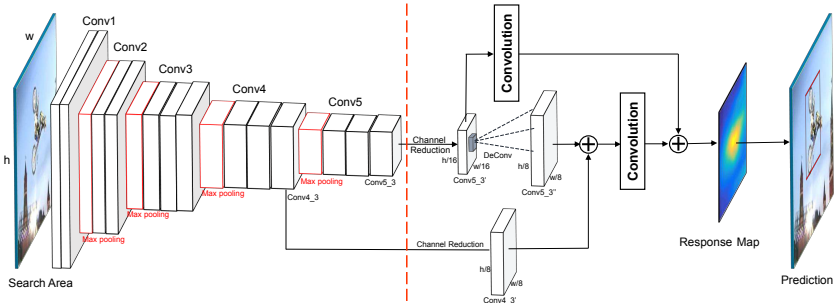 w
h
Search Area
Conv1
Conv2
Conv3
Conv4
Conv5
Max pooling
Max pooling
Max pooling
Max pooling
Conv4_3
Conv5_3
Channel
Reduction
h/16
w/16
Conv5_3'
DeConv
h/8
w/8
Conv5_3''
Convolution
Convolution
Channel Reduction
h/8
w/8
Conv4_3'
Response Map
Prediction